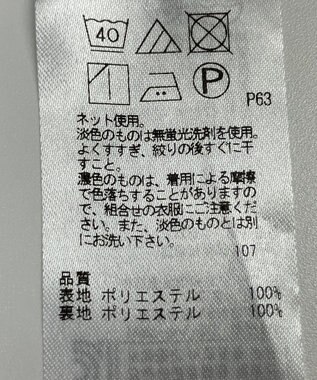 40
P
P63
ネット使用。
淡色のものは無蛍光洗剤を使用。
よくすすぎ、絞りの後すぐに干
すこと。
濃色のものは、着用による摩擦
で色落ちすることがありますの
で、組合せの衣服にご注意くだ
さい。また、淡色のものとは別
にお洗い下さい。
107
品質
表地 ポリエステル 100%
裏地 ポリエステル 100%